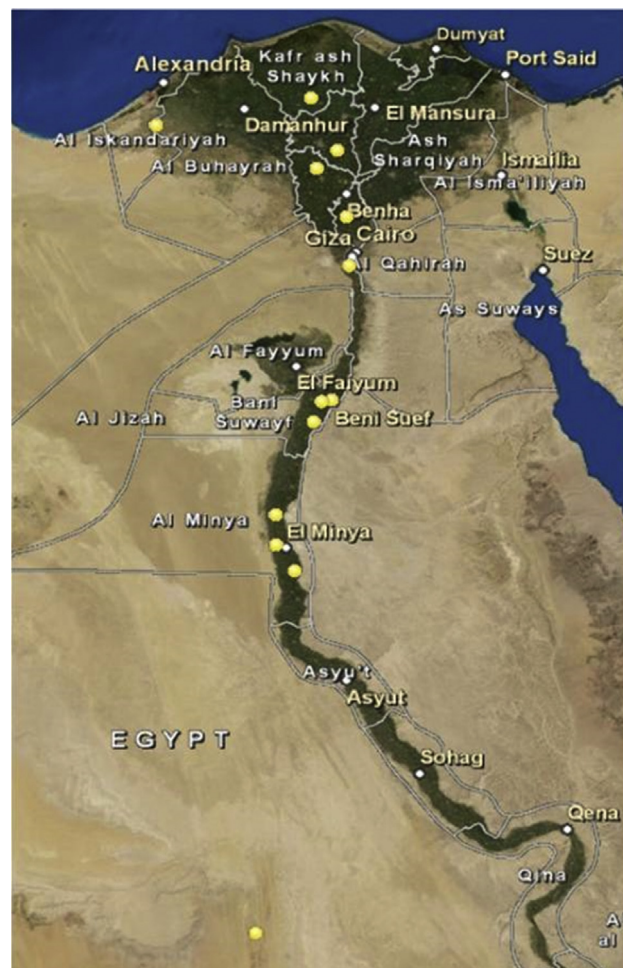 Dumyat
Kafr ash
Shaykh
Alexandria
Port Said
El Mansura
Damanhur
Al Iskandariyah
Ash
Sharqiyah
Al Buhayrah
Ismailia
Al Isma'iliyah
Benha
Giza
Cairo
Al Qahirah
Suez
As Suways
Al Fayyum
El Faiyum
Bani
Suwayf
Al Jizah
Beni Suef
Al Minya
El Minya
Asyu't
Asyut
EGYPT
Sohag
Qena
Qina
A
al